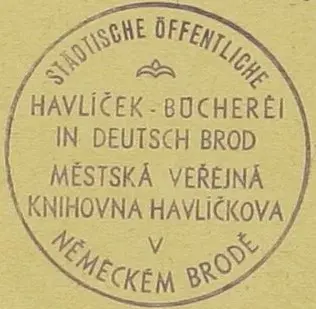 STÄDTISCHE ÖFFENTLICHE
HAVLÍČEK - BÜCHEREI
IN DEUTSCH BROD
MĚSTSKÁ VEŘEJNÁ
KNIHOVNA HAVLÍČKOVA
V
NĚMECKÉM BRODĚ